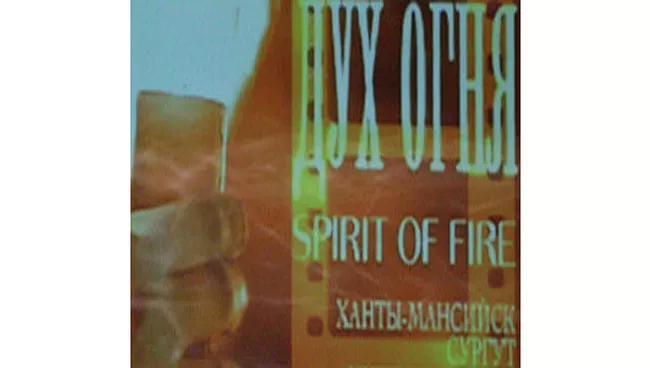 ДУХ ОГНЯ
SPIRIT OF FIRE
ХАНТЫ-МАНСИЙСК
СУРГУТ